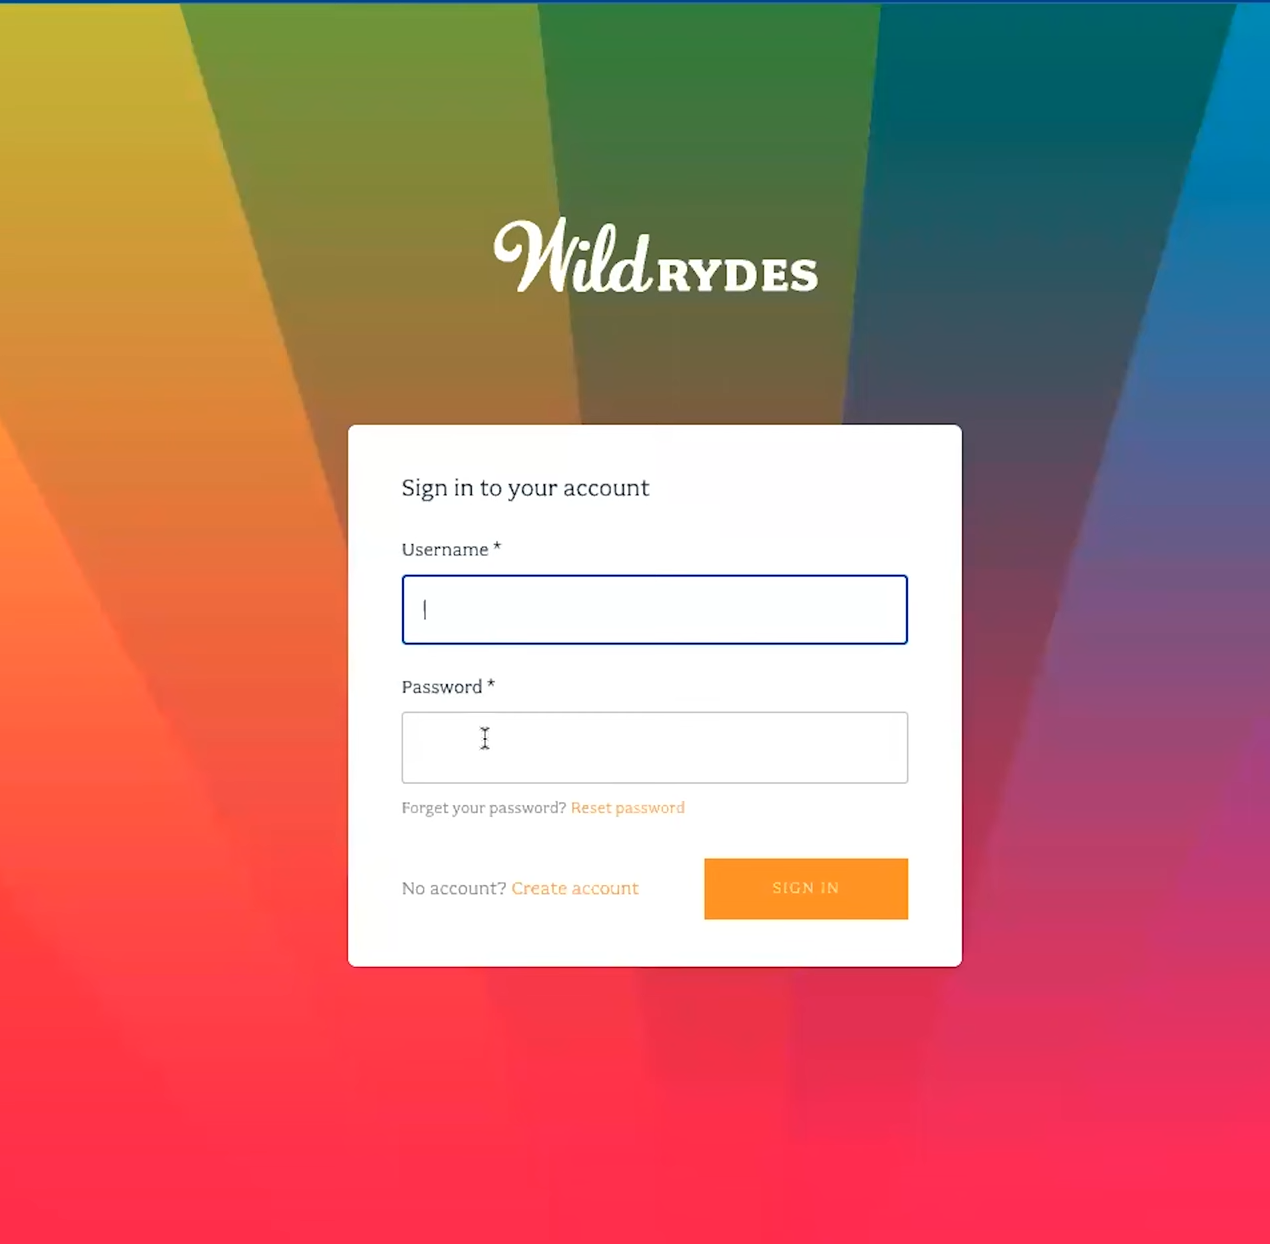 Wild RYDES
Sign in to your account
Username *
Password *
Forget your password? Reset password
No account? Create account
SIGN IN